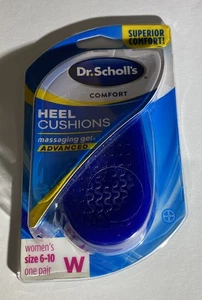 SUPERIOR
COMFORT!
Dr. Scholl's
COMFORT
HEEL
CUSHIONS
massaging gel
ADVANCED
women's
size 6-10
one pair
W